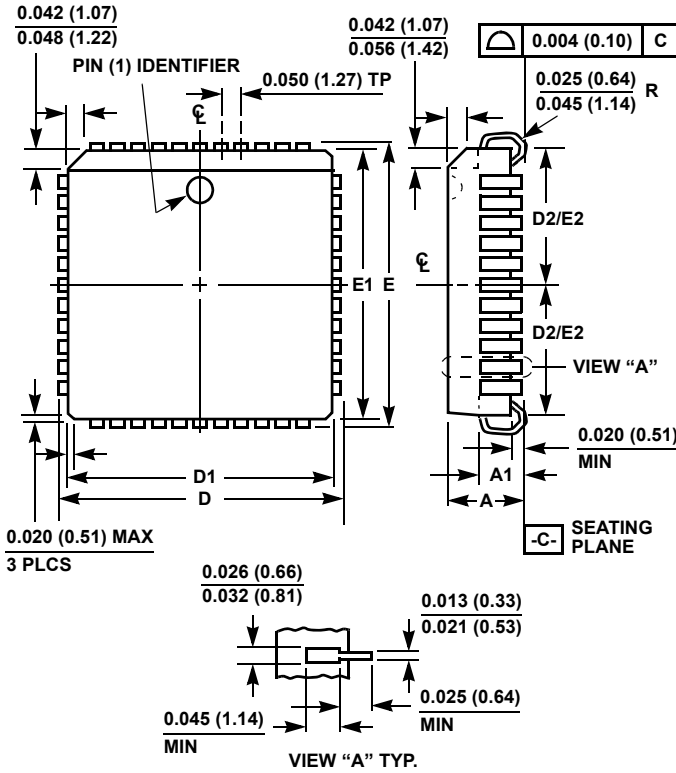 0.042 (1.07)
0.048 (1.22)
PIN (1) IDENTIFIER
0.050 (1.27) TP
℄
0.042 (1.07)
0.056 (1.42)
⌓ 0.004 (0.10) C
0.025 (0.64)
0.045 (1.14)
R
D2/E2
℄
E1 E
D2/E2
VIEW “A”
0.020 (0.51)
MIN
A1
A
D1
D
0.020 (0.51) MAX
3 PLCS
-C-
SEATING
PLANE
0.026 (0.66)
0.032 (0.81)
0.013 (0.33)
0.021 (0.53)
0.025 (0.64)
MIN
0.045 (1.14)
MIN
VIEW “A” TYP.